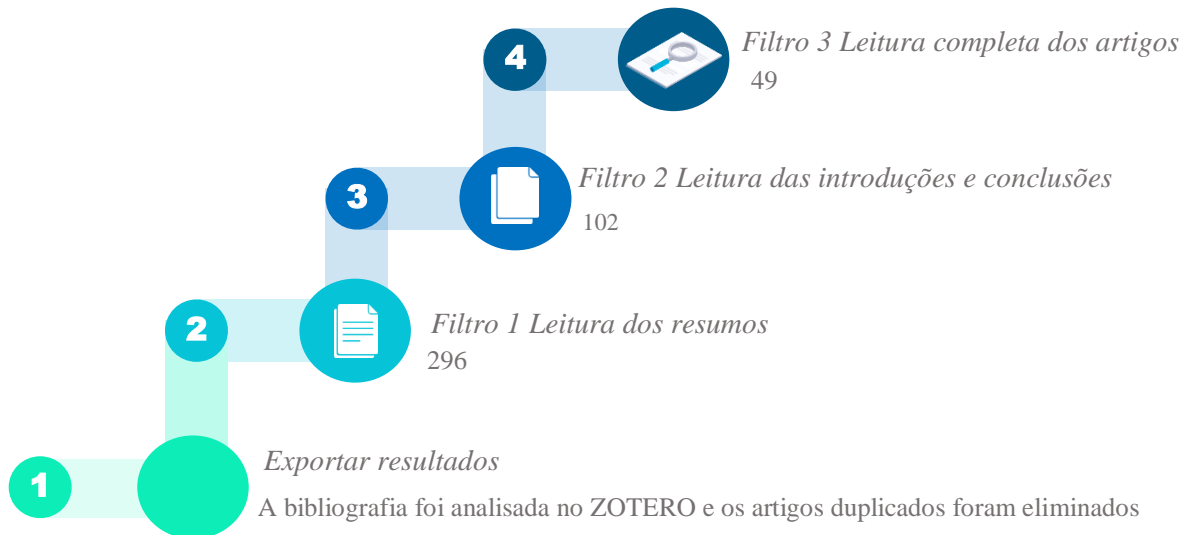 4
Filtro 3 Leitura completa dos artigos
49
3
Filtro 2 Leitura das introduções e conclusões
102
2
Filtro 1 Leitura dos resumos
296
1
Exportar resultados
A bibliografia foi analisada no ZOTERO e os artigos duplicados foram eliminados